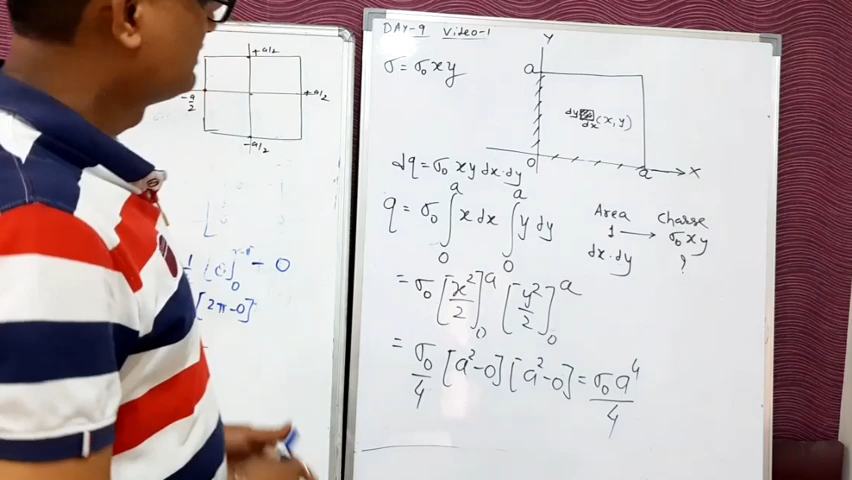 DAY-9 Video-1
σ = σ₀xy
Y
a
dy
dx
(x, y)
O
a
X
dq = σ₀ xy dx·dy
q = σ₀ ∫₀ᵃ x dx ∫₀ᵃ y dy
= σ₀ [x²/2]₀ᵃ [y²/2]₀ᵃ
= σ₀/4 [a²-0] [a²-0] = σ₀a⁴/4
Area Charge
1 → σ₀xy
dx·dy ?
+a/2
-a/2
+a/2
-a/2
- 0
[2π-0]